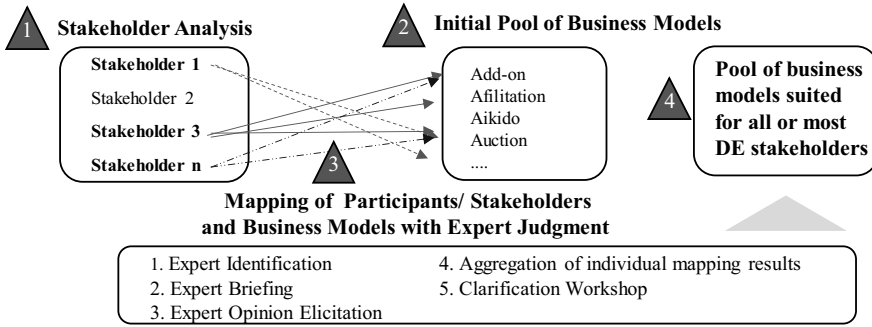 1
Stakeholder Analysis
Stakeholder 1
Stakeholder 2
Stakeholder 3
Stakeholder n
2
Initial Pool of Business Models
Add-on
Afilitation
Aikido
Auction
....
3
Mapping of Participants/ Stakeholders
and Business Models with Expert Judgment
4
Pool of business
models suited
for all or most
DE stakeholders
1. Expert Identification
2. Expert Briefing
3. Expert Opinion Elicitation
4. Aggregation of individual mapping results
5. Clarification Workshop